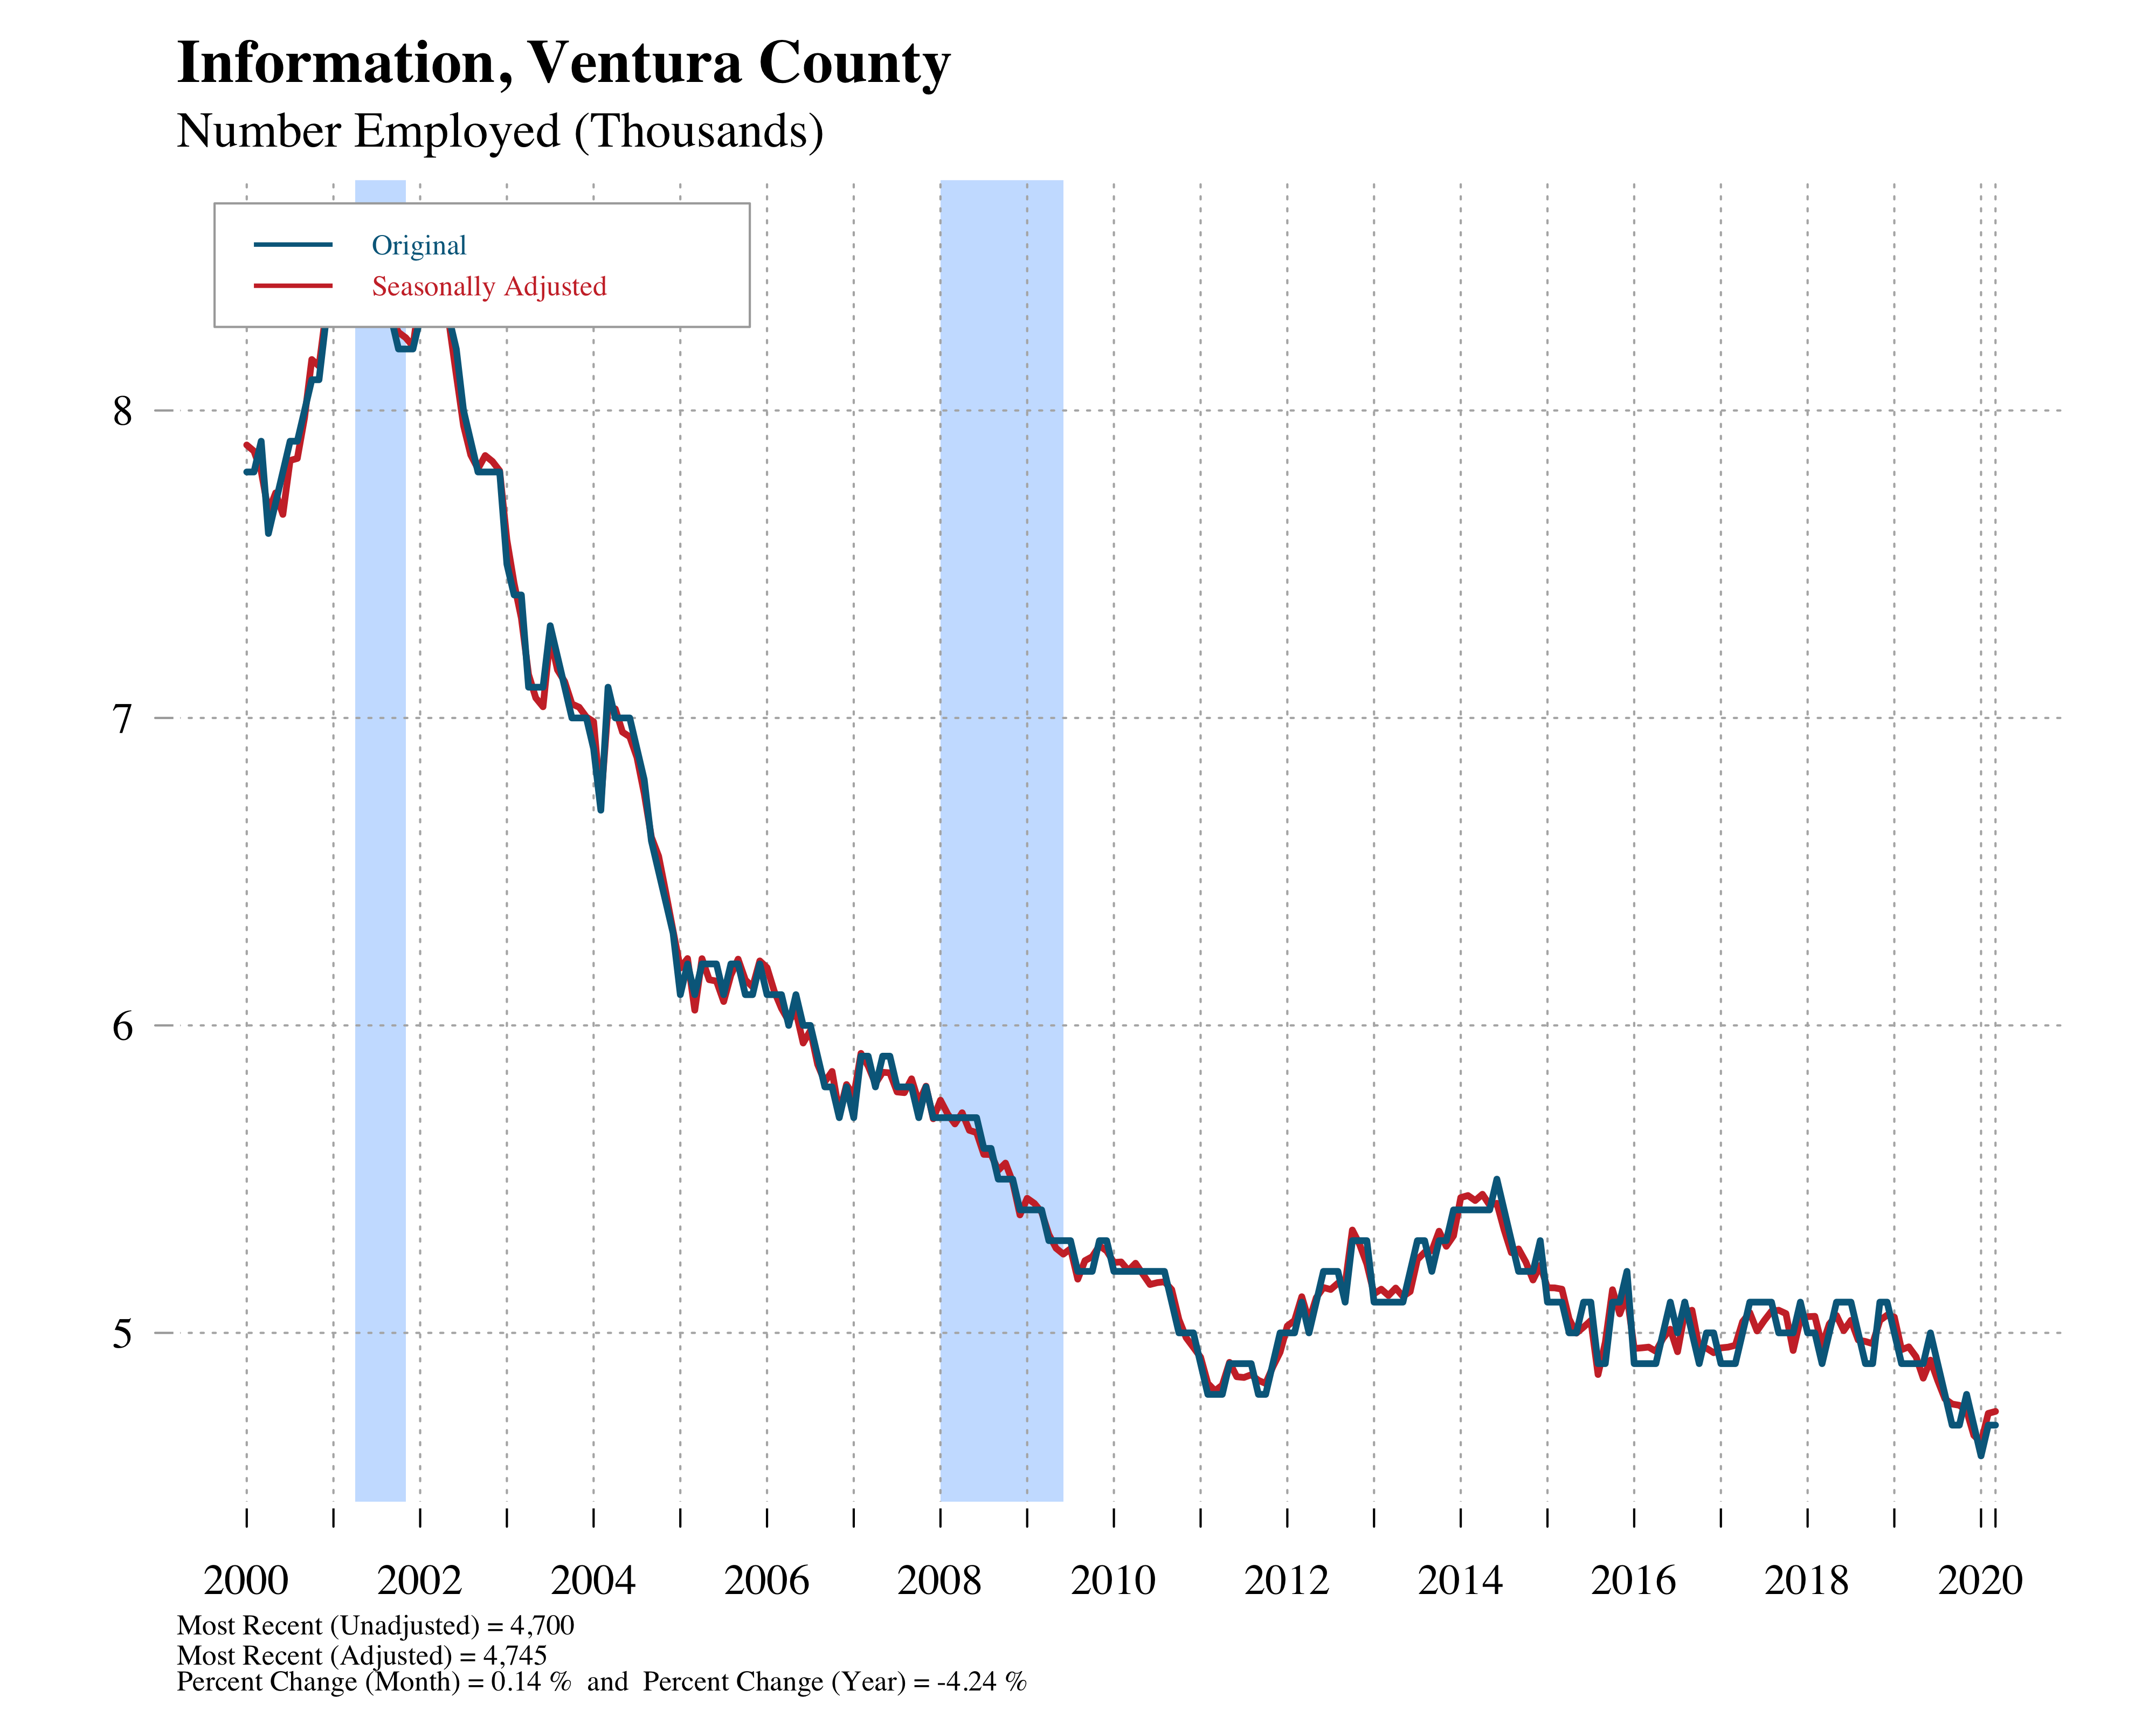 Information, Ventura County
Number Employed (Thousands)
Original
Seasonally Adjusted
8
7
6
5
2000 2002 2004 2006 2008 2010 2012 2014 2016 2018 2020
Most Recent (Unadjusted) = 4,700
Most Recent (Adjusted) = 4,745
Percent Change (Month) = 0.14 % and Percent Change (Year) = -4.24 %